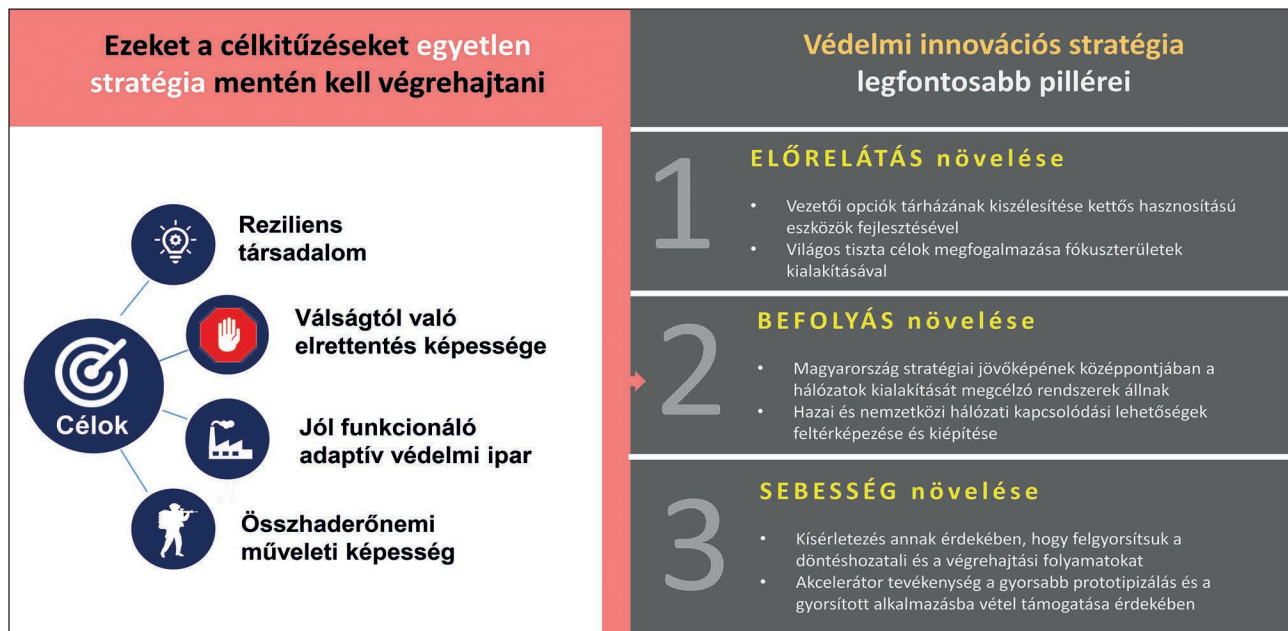 Ezeket a célkitűzéseket egyetlen
stratégia mentén kell végrehajtani
Célok
Reziliens
társadalom
Válságtól való
elrettentés képessége
Jól funkcionáló
adaptív védelmi ipar
Összhaderőnemi
műveleti képesség
Védelmi innovációs stratégia
legfontosabb pillérei
1
ELŐRELÁTÁS növelése
• Vezetői opciók tárházának kiszélesítése kettős hasznosítású
eszközök fejlesztésével
• Világos tiszta célok megfogalmazása fókuszterületek
kialakításával
2
BEFOLYÁS növelése
• Magyarország stratégiai jövőképének középpontjában a
hálózatok kialakítását megcélzó rendszerek állnak
• Hazai és nemzetközi hálózati kapcsolódási lehetőségek
feltérképezése és kiépítése
3
SEBESSÉG növelése
• Kísérletezés annak érdekében, hogy felgyorsítsuk a
döntéshozatali és a végrehajtási folyamatokat
• Akcelerátor tevékenység a gyorsabb prototipizálás és a
gyorsított alkalmazásba vétel támogatása érdekében